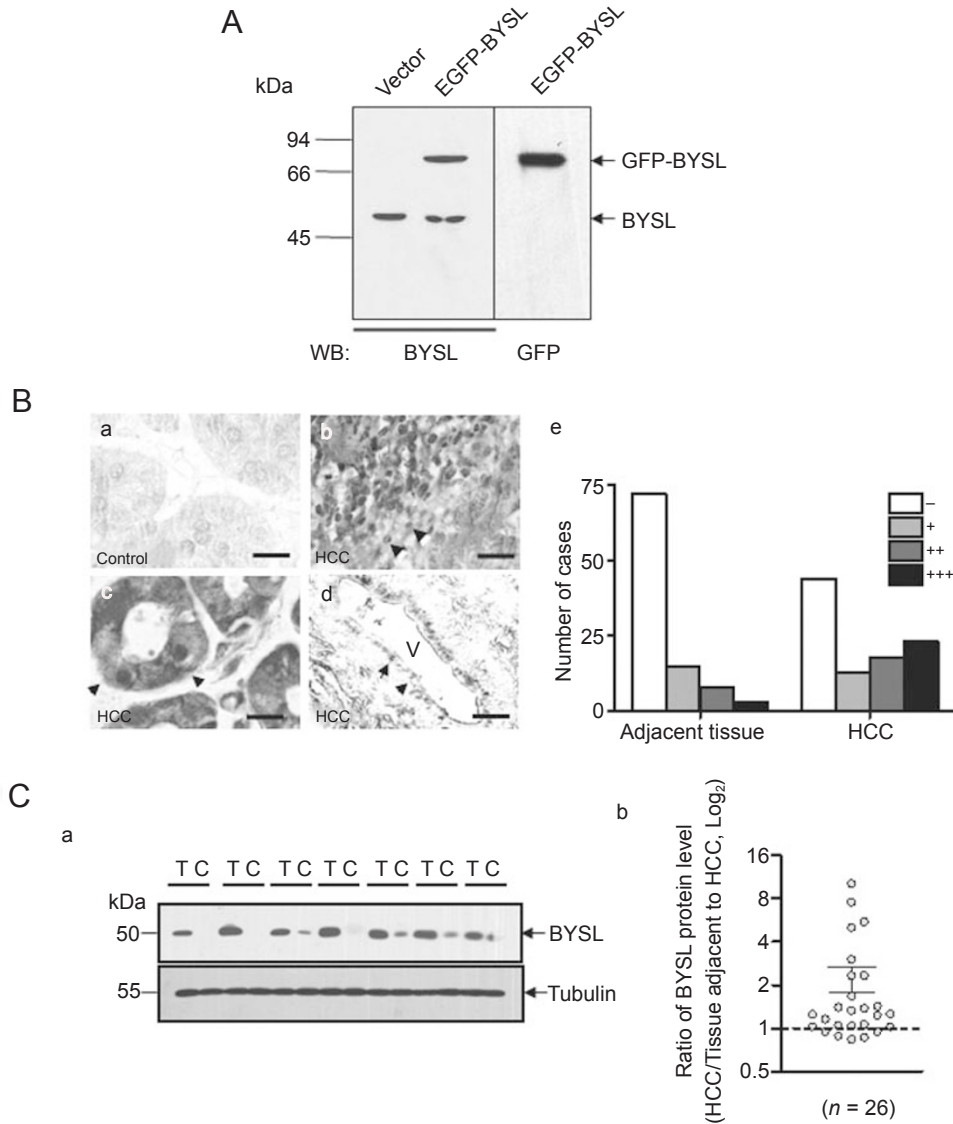 A
kDa
Vector
EGFP-BYSL
EGFP-BYSL
94
66
45
GFP-BYSL
BYSL
WB: BYSL GFP
B
a
Control
b
HCC
c
HCC
d
V
HCC
e
Number of cases
75
50
25
0
–
+
++
+++
Adjacent tissue HCC
C
a
T C T C T C T C T C T C T C
kDa
50 BYSL
55 Tubulin
b
Ratio of BYSL protein level
(HCC/Tissue adjacent to HCC, Log₂)
16
8
4
2
1
0.5
(n = 26)